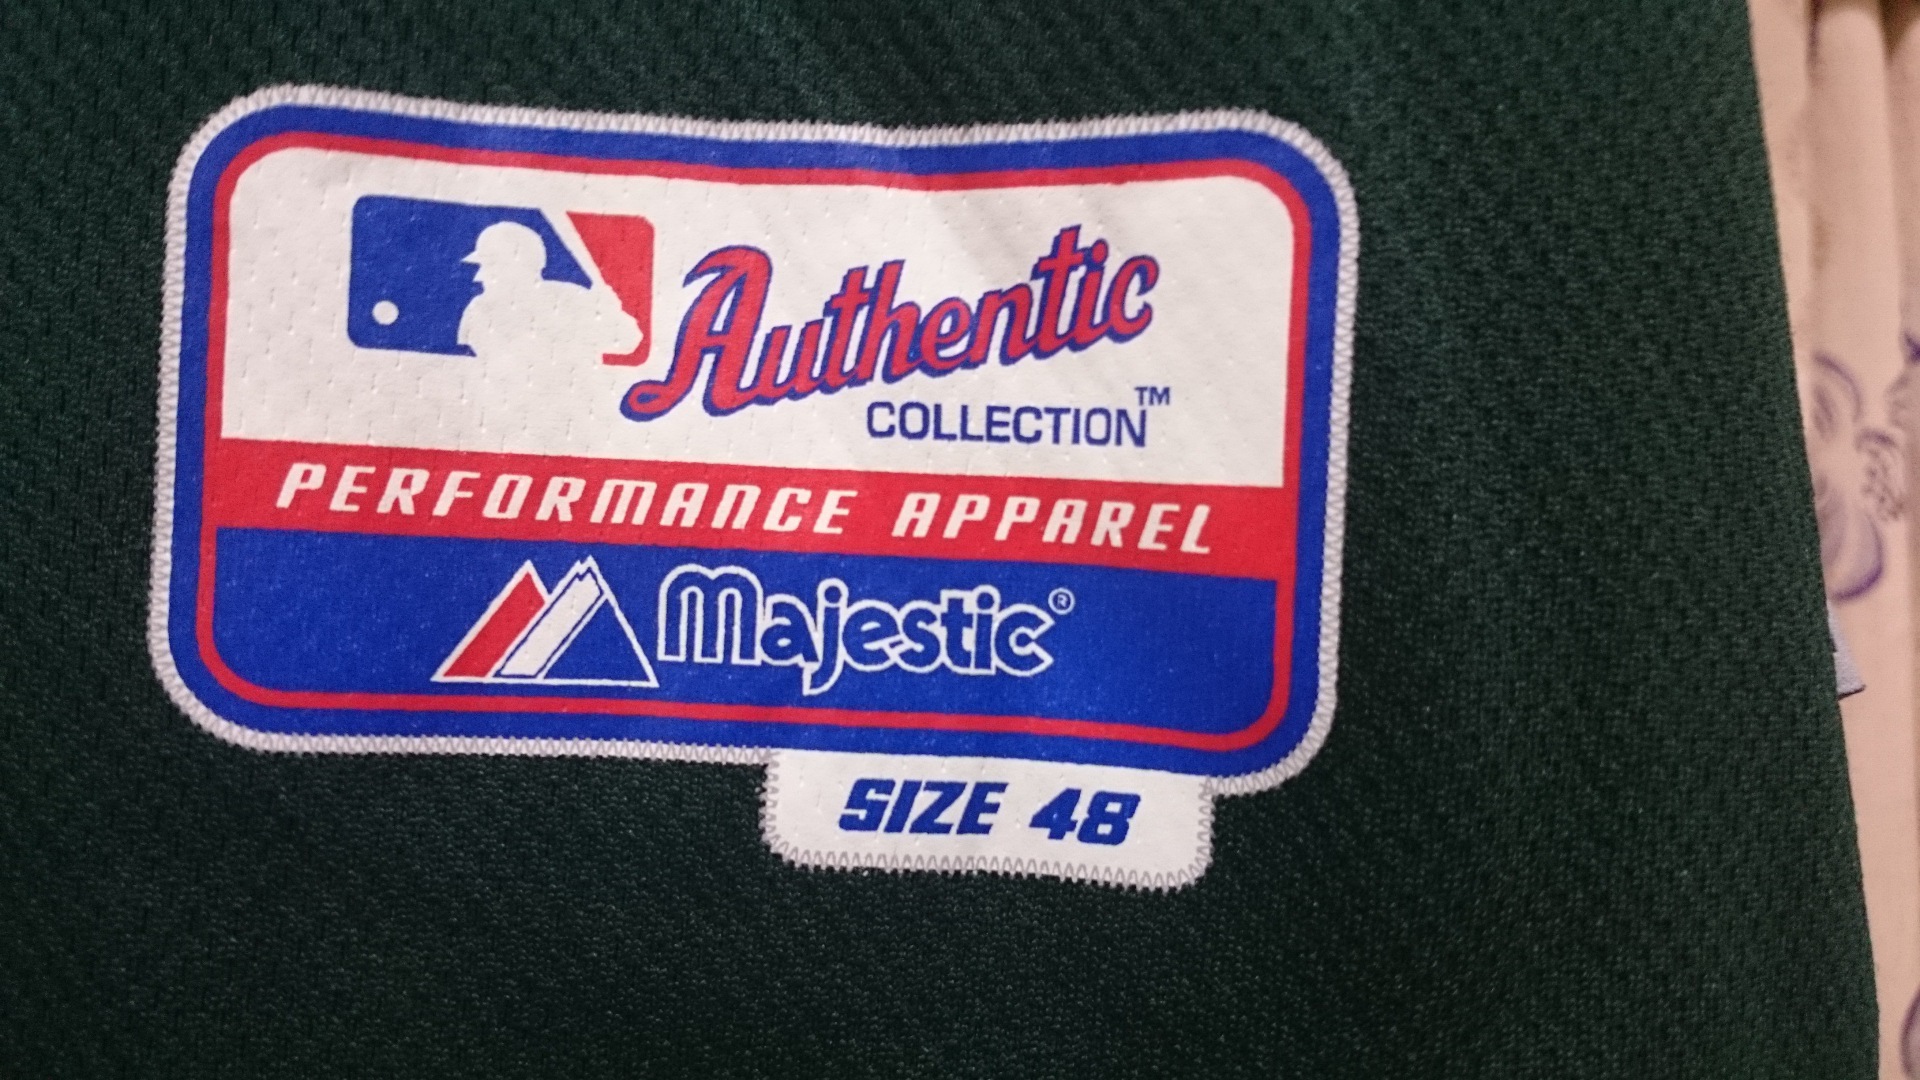 Authentic
COLLECTION™
PERFORMANCE APPAREL
Majestic®
SIZE 48